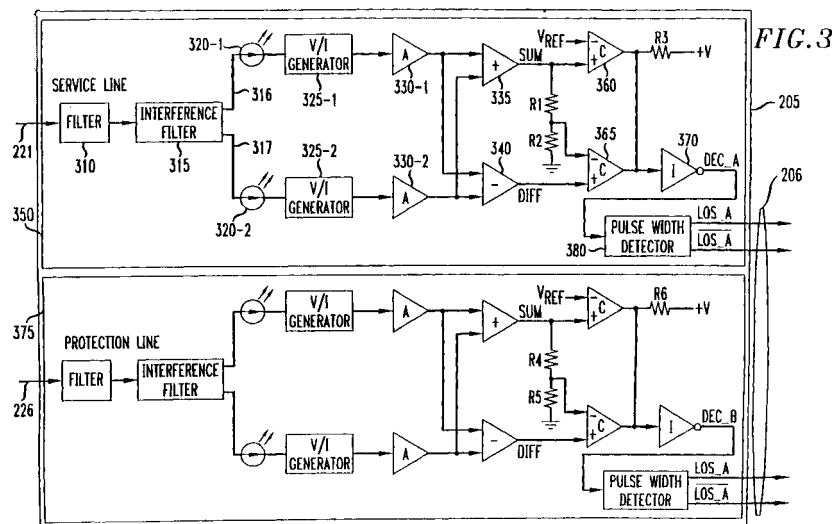 FIG.3
320-1
V/I
GENERATOR
325-1
A
330-1
+
SUM
335
VREF
-
+
C
360
R3
+V
205
SERVICE LINE
316
221
FILTER
310
INTERFERENCE
FILTER
315
317
325-2
V/I
GENERATOR
320-2
330-2
A
340
-
DIFF
R1
R2
365
-
+
C
370
I
DEC_A
206
350
PULSE WIDTH
DETECTOR
380
LOS_A
LOS_A
375
PROTECTION LINE
226
FILTER
INTERFERENCE
FILTER
V/I
GENERATOR
A
+
SUM
VREF
-
+
C
R6
+V
R4
R5
V/I
GENERATOR
A
-
DIFF
-
+
C
I
DEC_B
PULSE WIDTH
DETECTOR
LOS_A
LOS_A